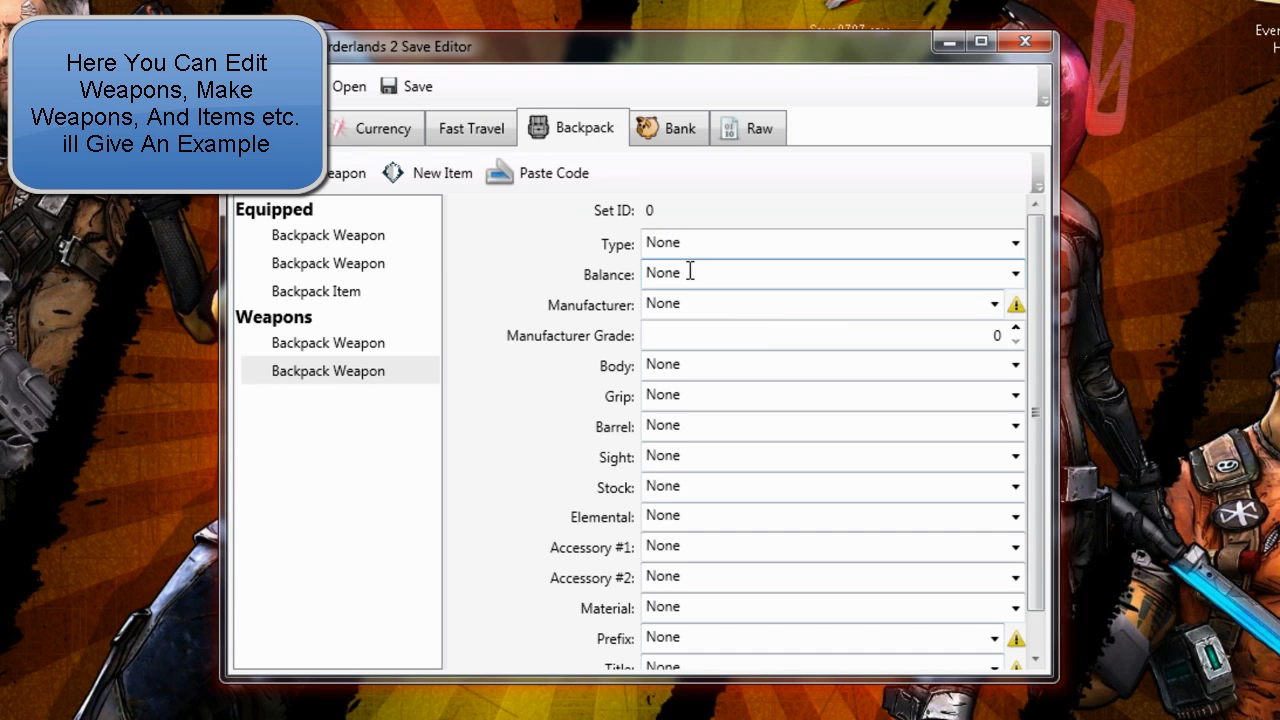 Here You Can Edit
Weapons, Make
Weapons, And Items etc.
ill Give An Example
Ever
rderlands 2 Save Editor
Open Save
Currency Fast Travel Backpack Bank Raw
eapon New Item Paste Code
Equipped
Backpack Weapon
Backpack Weapon
Backpack Item
Weapons
Backpack Weapon
Backpack Weapon
Set ID: 0
Type: None
Balance: None
Manufacturer: None
Manufacturer Grade: 0
Body: None
Grip: None
Barrel: None
Sight: None
Stock: None
Elemental: None
Accessory #1: None
Accessory #2: None
Material: None
Prefix: None
Title: None